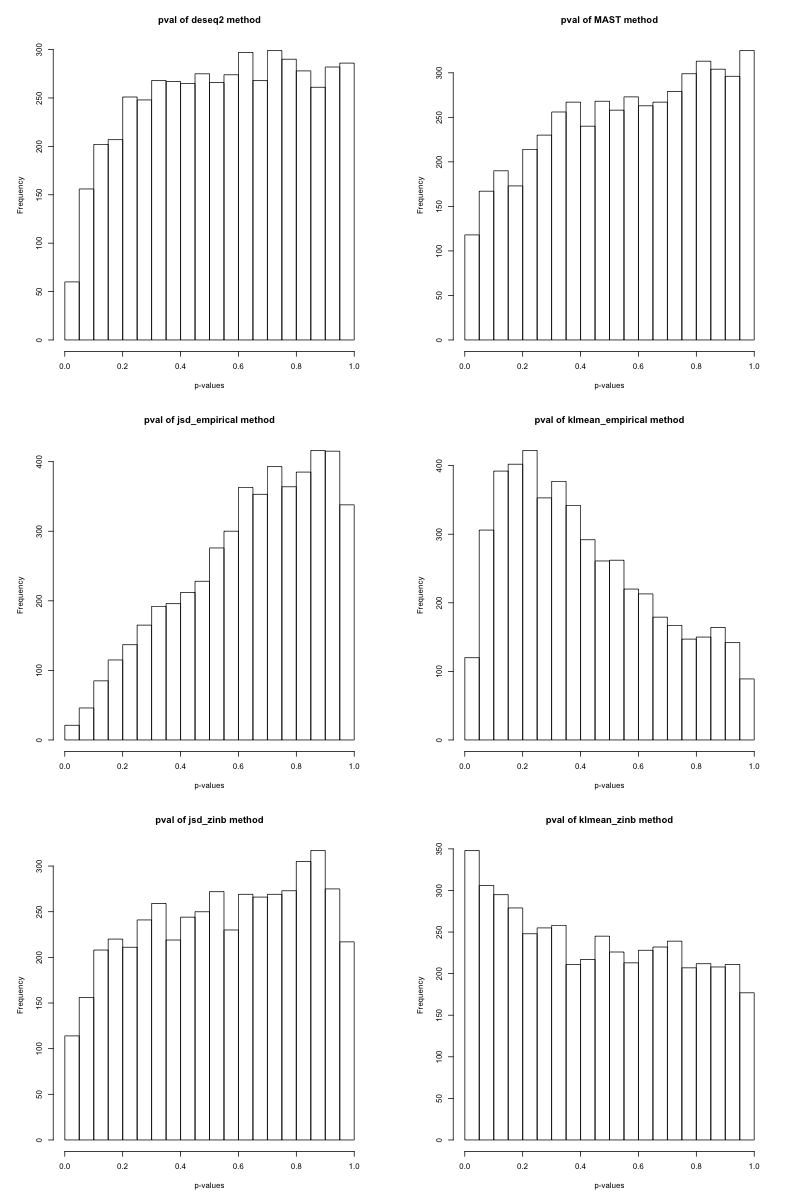 pval of deseq2 method
Frequency
0 50 100 150 200 250 300
0.0 0.2 0.4 0.6 0.8 1.0
p-values
pval of MAST method
Frequency
0 50 100 150 200 250 300
0.0 0.2 0.4 0.6 0.8 1.0
p-values
pval of jsd_empirical method
Frequency
0 100 200 300 400
0.0 0.2 0.4 0.6 0.8 1.0
p-values
pval of klmean_empirical method
Frequency
0 100 200 300 400
0.0 0.2 0.4 0.6 0.8 1.0
p-values
pval of jsd_zinb method
Frequency
0 50 100 150 200 250 300
0.0 0.2 0.4 0.6 0.8 1.0
p-values
pval of klmean_zinb method
Frequency
0 50 100 150 200 250 300 350
0.0 0.2 0.4 0.6 0.8 1.0
p-values